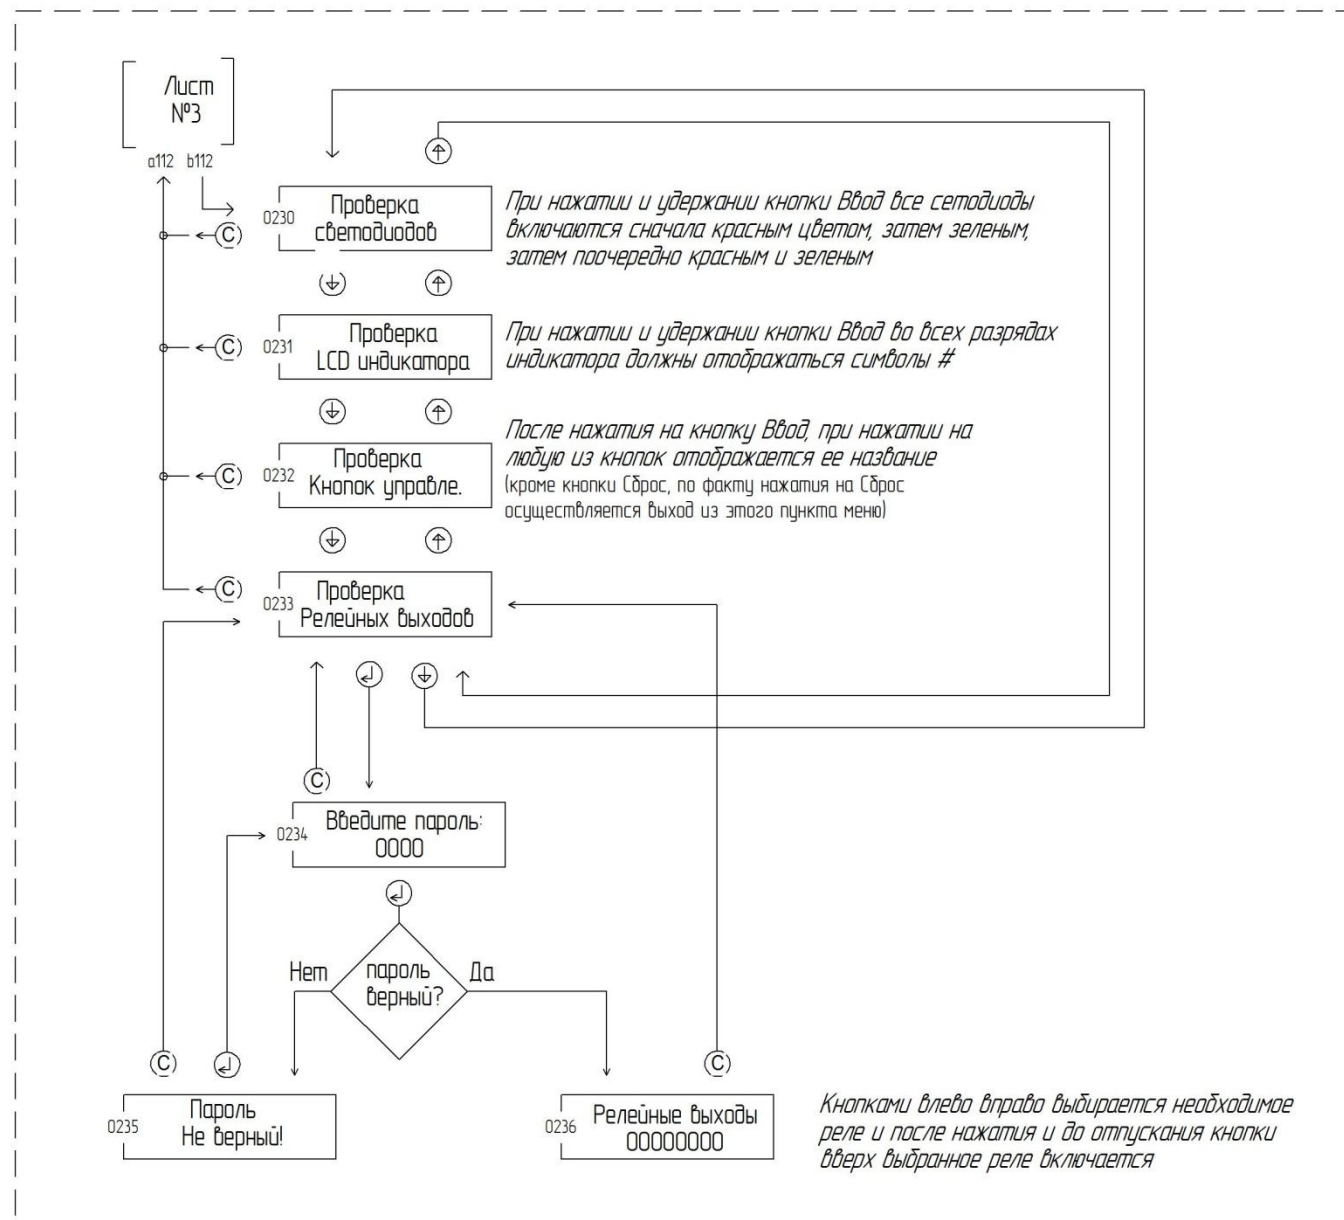 Лист
№3
a112 b112
0230
Проверка
светодиодов
При нажатии и удержании кнопки Ввод все сетодиоды
включаются сначала красным цветом, затем зеленым,
затем поочередно красным и зеленым
C
0231
Проверка
LCD индикатора
При нажатии и удержании кнопки Ввод во всех разрядах
индикатора должны отображаться символы #
C
0232
Проверка
Кнопок управле.
После нажатия на кнопку Ввод, при нажатии на
любую из кнопок отображается ее название
(кроме кнопки Сброс, по факту нажатия на Сброс
осуществляется выход из этого пункта меню)
C
0233
Проверка
Релейных выходов
C
C
0234
Введите пароль:
0000
Нет
пароль
верный?
Да
C
C
0235
Пароль
Не верный!
0236
Релейные выходы
00000000
Кнопками влево вправо выбирается необходимое
реле и после нажатия и до отпускания кнопки
вверх выбранное реле включается